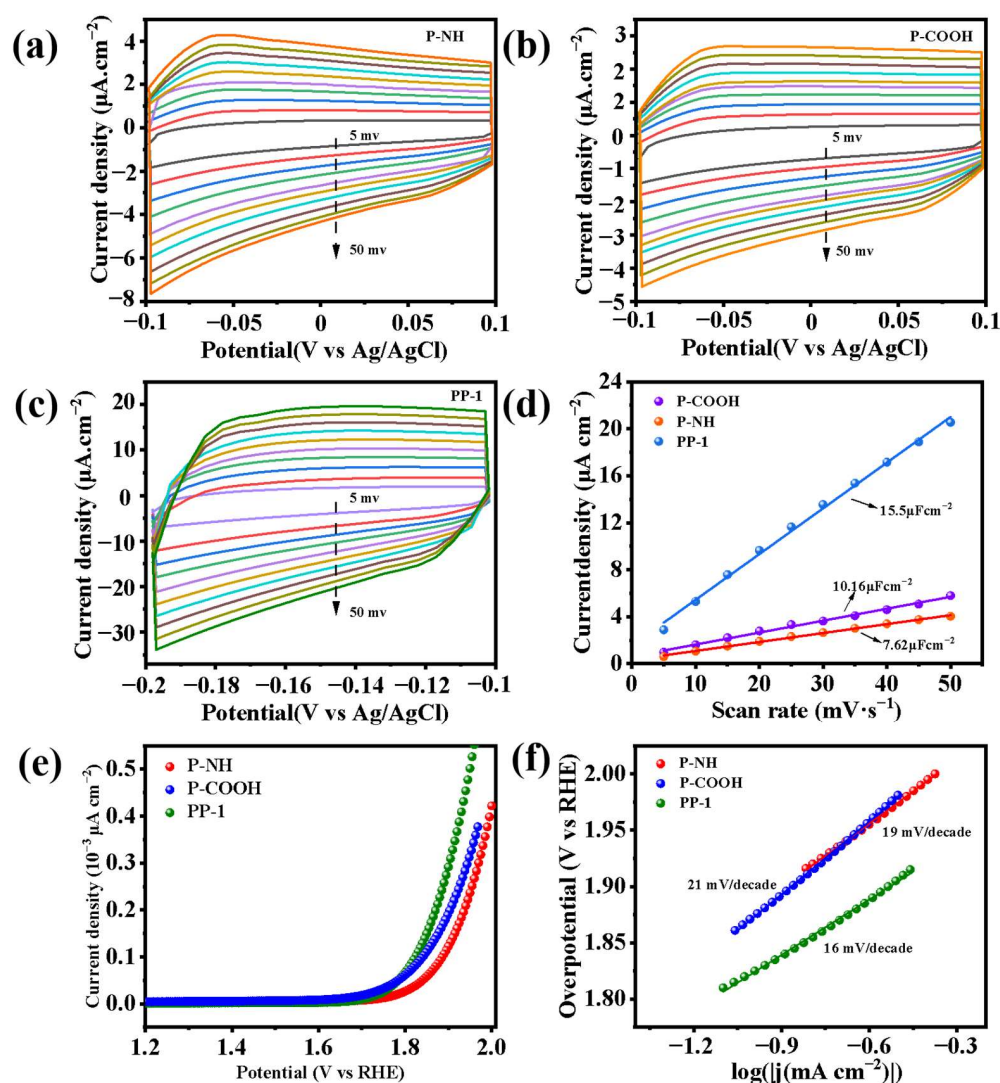 (a)
P-NH
Current density (µA.cm⁻²)
4
2
0
−2
−4
−6
−8
5 mv
50 mv
−0.1
−0.05
0
0.05
0.1
Potential(V vs Ag/AgCl)
(b)
P-COOH
Current density (µA.cm⁻²)
3
2
2
1
0
−1
−1
−2
−3
−4
−4
−5
5 mv
50 mv
−0.1
−0.05
0
0.05
0.1
Potential(V vs Ag/AgCl)
(c)
PP-1
Current density (µA.cm⁻²)
20
10
0
−10
−20
−30
5 mv
50 mv
−0.2
−0.18
−0.16
−0.14
−0.12
−0.1
Potential(V vs Ag/AgCl)
(d)
P-COOH
P-NH
PP-1
Currentdensity (µA cm⁻²)
24
20
16
12
8
4
0
15.5µFcm⁻²
10.16µFcm⁻²
7.62µFcm⁻²
0
10
20
30
40
50
Scan rate (mV·s⁻¹)
(e)
P-NH
P-COOH
PP-1
Current density (10⁻³ µA cm⁻²)
0.5
0.4
0.3
0.2
0.1
0.0
1.2
1.4
1.6
1.8
2.0
Potential (V vs RHE)
(f)
P-NH
P-COOH
PP-1
Overpotential (V vs RHE)
2.00
1.95
1.90
1.85
1.80
19 mV/decade
21 mV/decade
16 mV/decade
−1.2
−0.9
−0.6
−0.3
log(|j(mA cm⁻²)|)